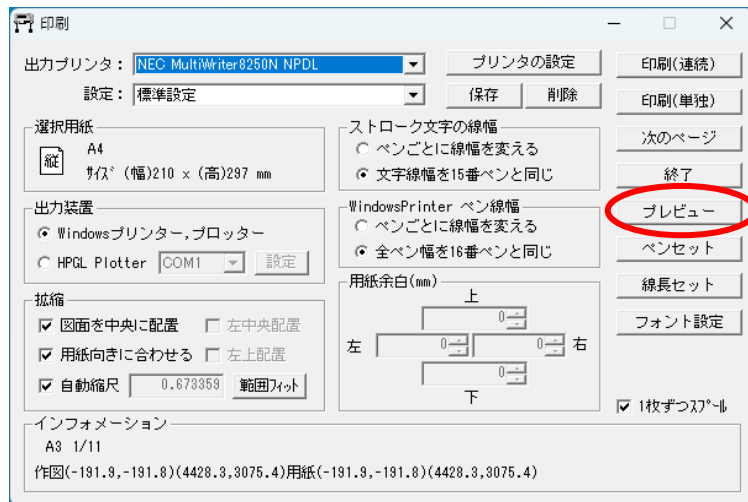 印刷
出力プリンタ： NEC MultiWriter8250N NPDL プリンタの設定 印刷(連続)
設定： 標準設定 保存 削除 印刷(単独)
選択用紙
A4
縦
ｻｲｽﾞ (幅)210 × (高)297 mm
ストローク文字の線幅
ペンごとに線幅を変える
文字線幅を15番ペンと同じ
次のページ
終了
出力装置
Windowsプリンター,プロッター
HPGL Plotter COM1 設定
WindowsPrinter ペン線幅
ペンごとに線幅を変える
全ペン幅を16番ペンと同じ
プレビュー
ペンセット
線長セット
フォント設定
拡縮
図面を中央に配置 左中央配置
用紙向きに合わせる 左上配置
自動縮尺 0.673359 範囲ﾌｨｯﾄ
用紙余白(mm)
上
0
左 0 0 右
0
下
1枚ずつｽﾌﾟｰﾙ
インフォメーション
A3 1/11
作図(-191.9,-191.8)(4428.3,3075.4)用紙(-191.9,-191.8)(4428.3,3075.4)